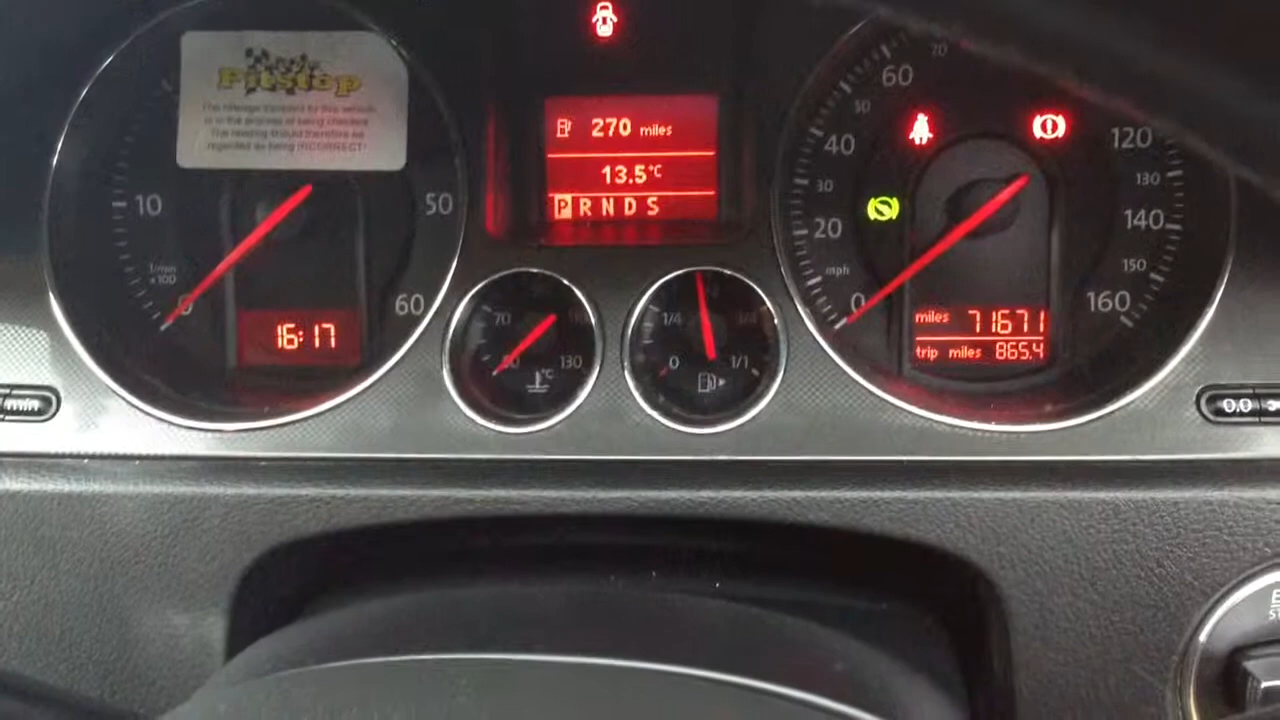 Pitstop
The mileage displayed by this vehicle
is in the process of being checked
The reading should therefore be
regarded as being INCORRECT!
10
50
1/min
x100
0
60
16:17
min
270 miles
13.5°C
P R N D S
70
110
130
°C
1/4
0
1/1
70
60
50
40
30
20
mph
0
120
130
140
150
160
miles 71671
trip miles 865.4
0.0